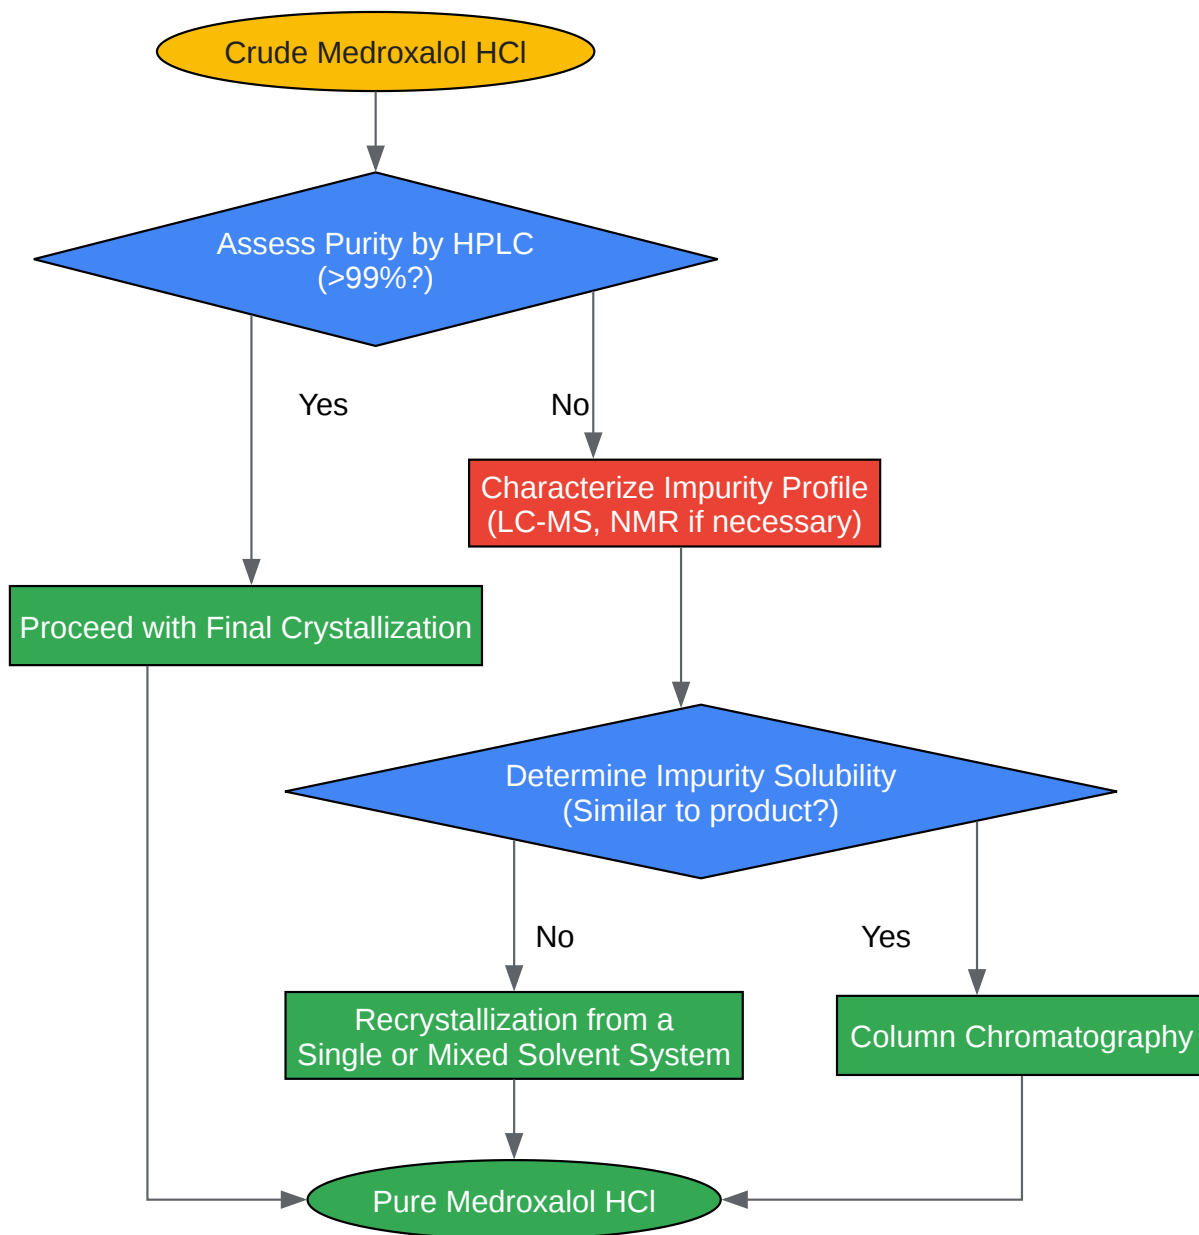 Crude Medroxalol HCl
Assess Purity by HPLC
(>99%?)
Yes
No
Characterize Impurity Profile
(LC-MS, NMR if necessary)
Proceed with Final Crystallization
Determine Impurity Solubility
(Similar to product?)
No
Yes
Recrystallization from a
Single or Mixed Solvent System
Column Chromatography
Pure Medroxalol HCl